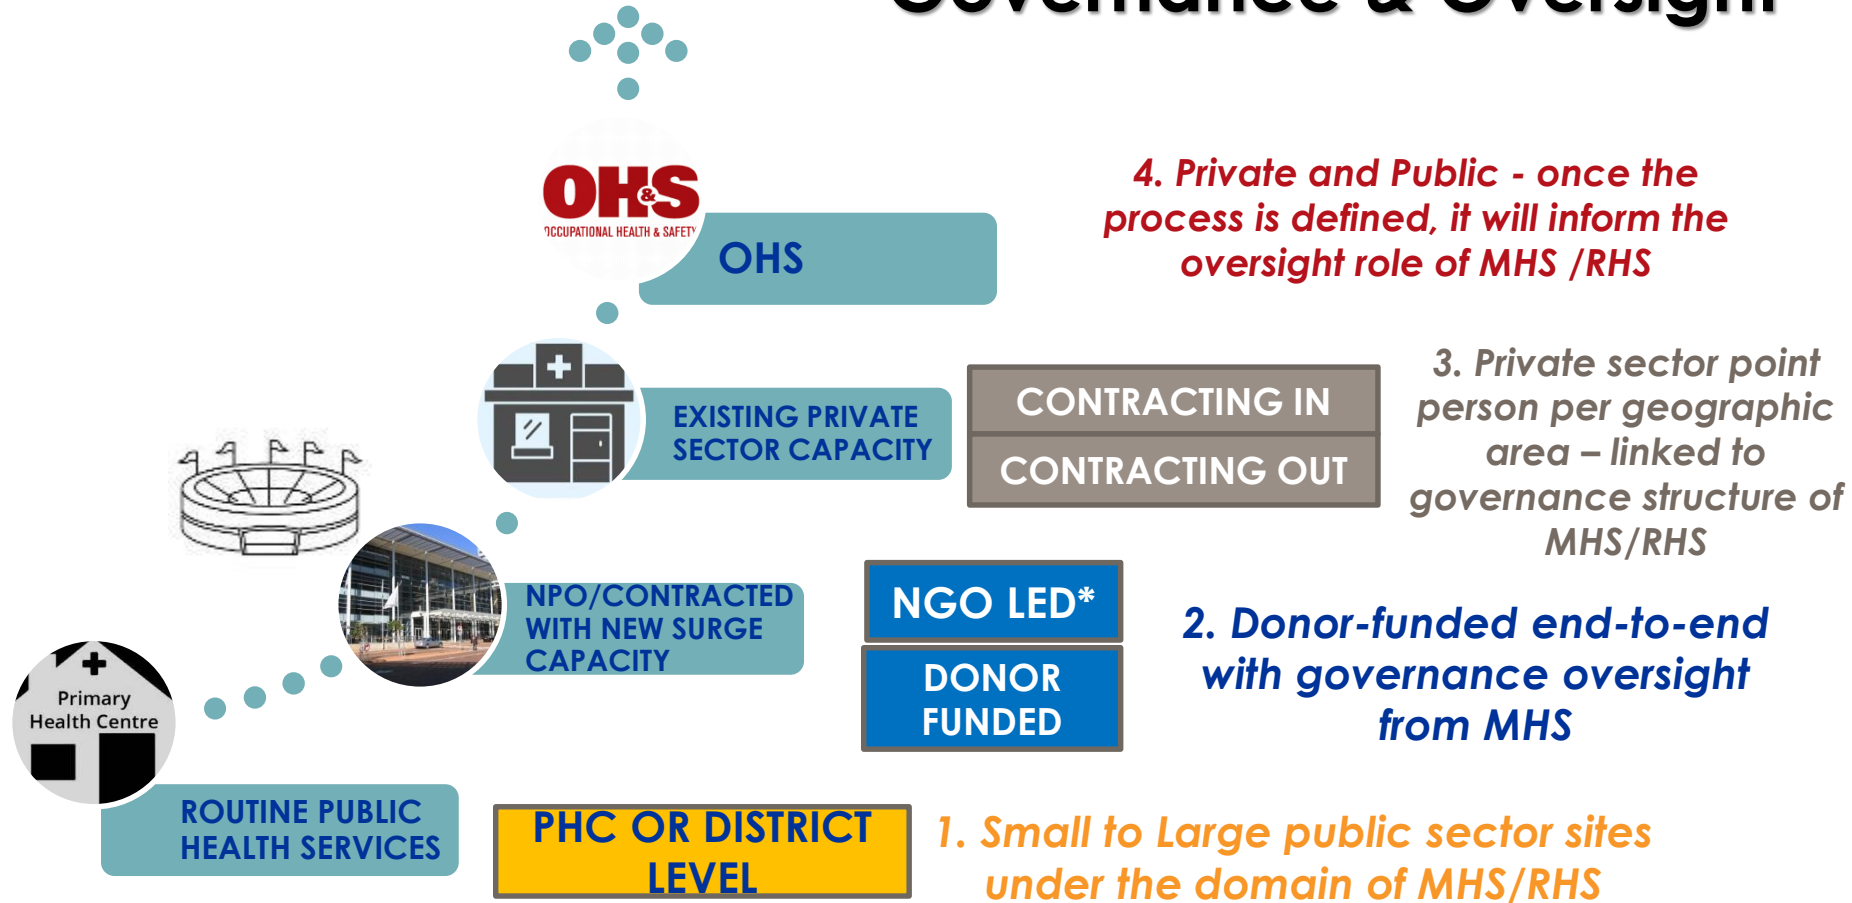 Governance & Oversight
OH&S
OCCUPATIONAL HEALTH & SAFETY
OHS
4. Private and Public - once the
process is defined, it will inform the
oversight role of MHS /RHS
EXISTING PRIVATE
SECTOR CAPACITY
CONTRACTING IN
CONTRACTING OUT
3. Private sector point
person per geographic
area – linked to
governance structure of
MHS/RHS
NPO/CONTRACTED
WITH NEW SURGE
CAPACITY
NGO LED*
DONOR
FUNDED
2. Donor-funded end-to-end
with governance oversight
from MHS
Primary
Health Centre
ROUTINE PUBLIC
HEALTH SERVICES
PHC OR DISTRICT
LEVEL
1. Small to Large public sector sites
under the domain of MHS/RHS